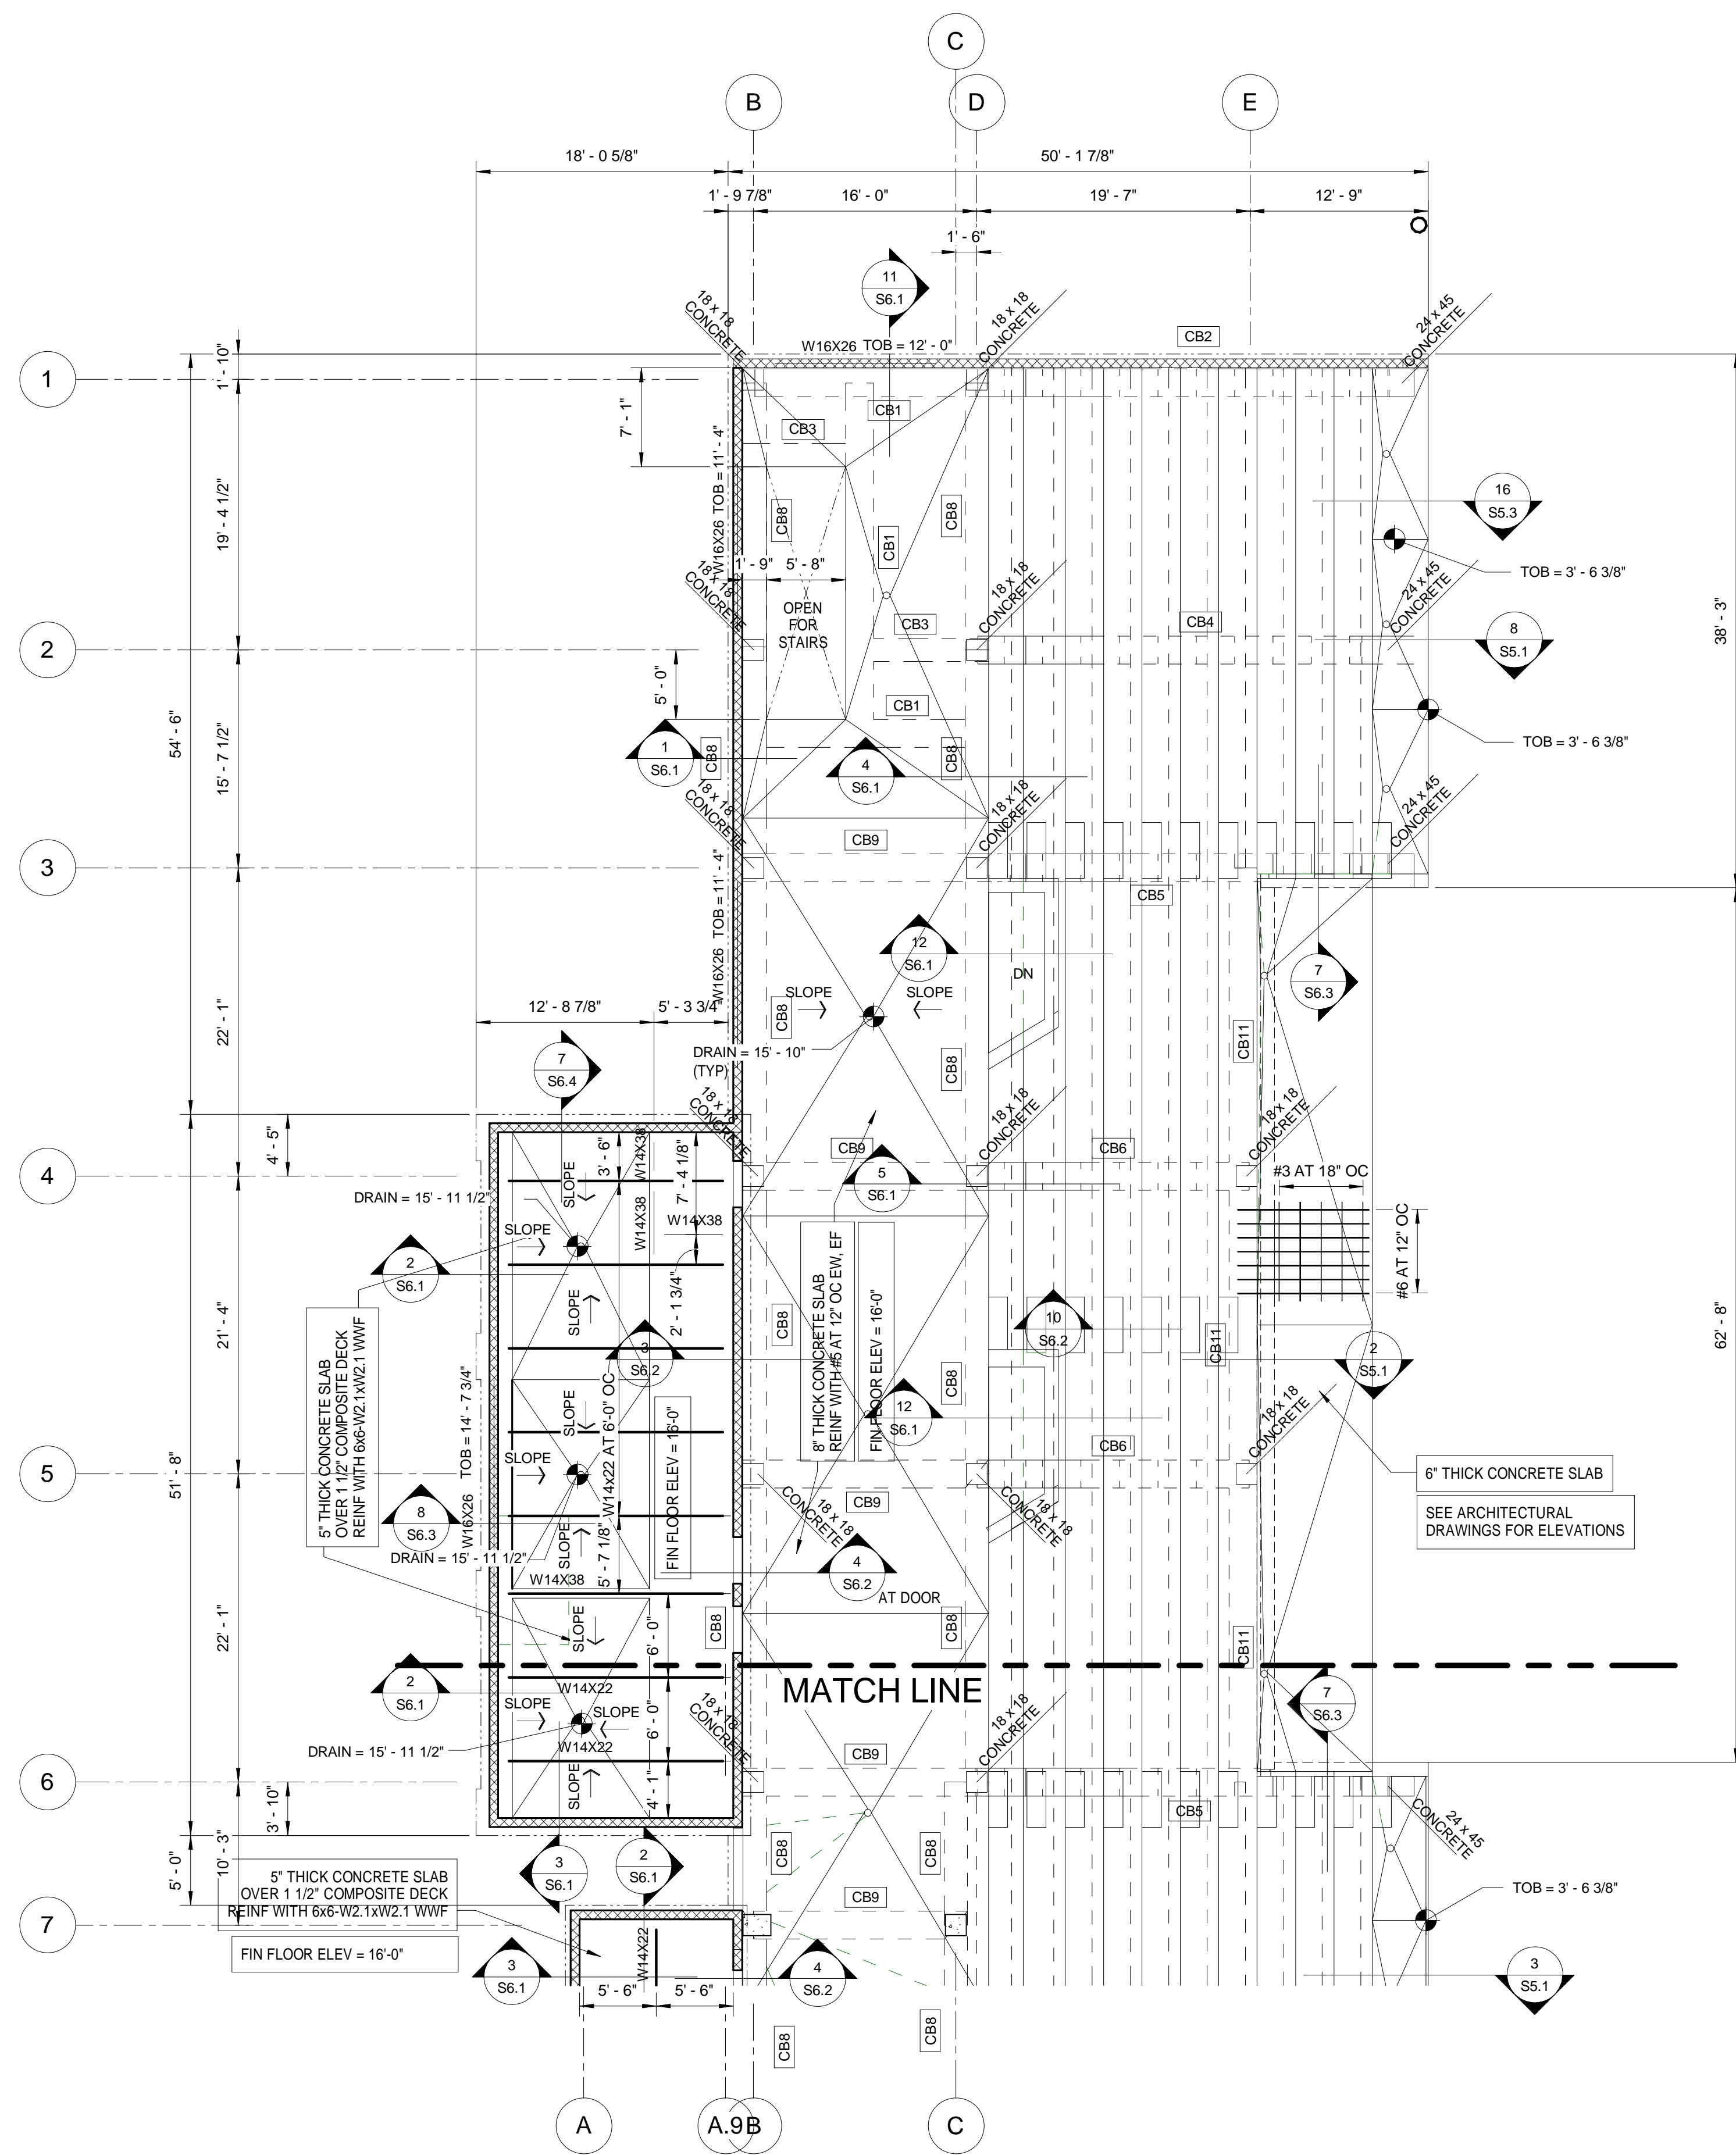 C
B
D
E
18' - 0 5/8"
50' - 1 7/8"
1' - 9 7/8"
16' - 0"
19' - 7"
12' - 9"
1' - 6"
11
S6.1
18 x 18
CONCRETE
W16X26 TOB = 12' - 0"
18 x 18
CONCRETE
CB2
24 x 45
CONCRETE
1
1' - 10"
7' - 1"
CB1
CB3
W16X26 TOB = 11' - 4"
19' - 4 1/2"
CB8
CB1
CB8
16
S5.3
1' - 9"
5' - 8"
TOB = 3' - 6 3/8"
18 x 18
CONCRETE
OPEN
FOR
STAIRS
18 x 18
CONCRETE
24 x 45
CONCRETE
CB3
CB4
38' - 3"
2
8
S5.1
5' - 0"
CB1
54' - 6"
15' - 7 1/2"
1
S6.1
CB8
4
S6.1
CB8
TOB = 3' - 6 3/8"
18 x 18
CONCRETE
18 x 18
CONCRETE
24 x 45
CONCRETE
CB9
3
CB5
W16X26 TOB = 11' - 4"
12
S6.1
DN
7
S6.3
22' - 1"
12' - 8 7/8"
5' - 3 3/4"
SLOPE
SLOPE
CB8
DRAIN = 15' - 10"
(TYP)
CB8
CB11
7
S6.4
18 x 18
CONCRETE
18 x 18
CONCRETE
18 x 18
CONCRETE
4' - 5"
3' - 6"
W14X38
7' - 4 1/8"
CB9
CB6
4
SLOPE
5
S6.1
#3 AT 18" OC
DRAIN = 15' - 11 1/2"
W14X38
W14X38
SLOPE
#6 AT 12" OC
2
S6.1
SLOPE
2' - 1 3/4"
CB8
21' - 4"
8" THICK CONCRETE SLAB
REINF WITH #5 AT 12" OC EW, EF
FIN FLOOR ELEV = 16'-0"
10
S6.2
CB11
62' - 8"
5" THICK CONCRETE SLAB
OVER 1 1/2" COMPOSITE DECK
REINF WITH 6x6-W2.1xW2.1 WWF
3
S6.2
2
S5.1
CB8
W16X26 TOB = 14' - 7 3/4"
SLOPE
W14x22 AT 6'-0" OC
FIN FLOOR ELEV = 16'-0"
12
S6.1
18 x 18
CONCRETE
CB6
SLOPE
51' - 8"
5
6" THICK CONCRETE SLAB
CB9
18 x 18
CONCRETE
18 x 18
CONCRETE
SEE ARCHITECTURAL
DRAWINGS FOR ELEVATIONS
8
S6.3
SLOPE
5' - 7 1/8"
DRAIN = 15' - 11 1/2"
W14X38
4
S6.2
AT DOOR
22' - 1"
SLOPE
6' - 0"
CB8
CB8
CB11
2
S6.1
W14X22
MATCH LINE
SLOPE
SLOPE
6' - 0"
18 x 18
CONCRETE
18 x 18
CONCRETE
7
S6.3
DRAIN = 15' - 11 1/2"
W14X22
CB9
6
SLOPE
4' - 1"
3' - 10"
CB5
24 x 45
CONCRETE
CB8
CB8
5' - 0"
10' - 3"
3
S6.1
2
S6.1
5" THICK CONCRETE SLAB
OVER 1 1/2" COMPOSITE DECK
REINF WITH 6x6-W2.1xW2.1 WWF
CB9
TOB = 3' - 6 3/8"
7
FIN FLOOR ELEV = 16'-0"
W14X22
3
S6.1
4
S6.2
3
S5.1
5' - 6"
5' - 6"
CB8
CB8
A
A.9
B
C